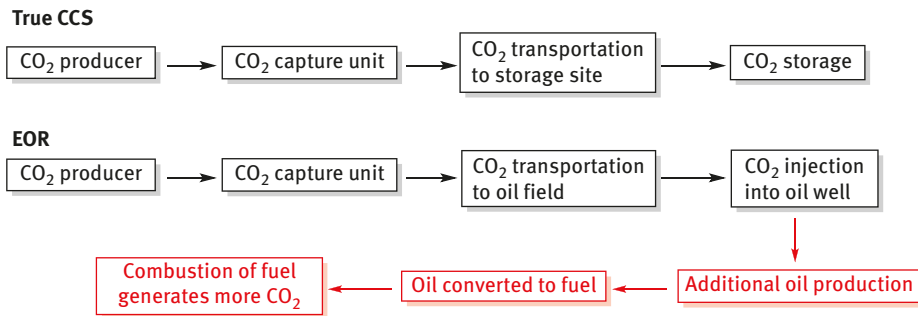 True CCS
CO₂ producer
CO₂ capture unit
CO₂ transportation
to storage site
CO₂ storage
EOR
CO₂ producer
CO₂ capture unit
CO₂ transportation
to oil field
CO₂ injection
into oil well
Additional oil production
Oil converted to fuel
Combustion of fuel
generates more CO₂